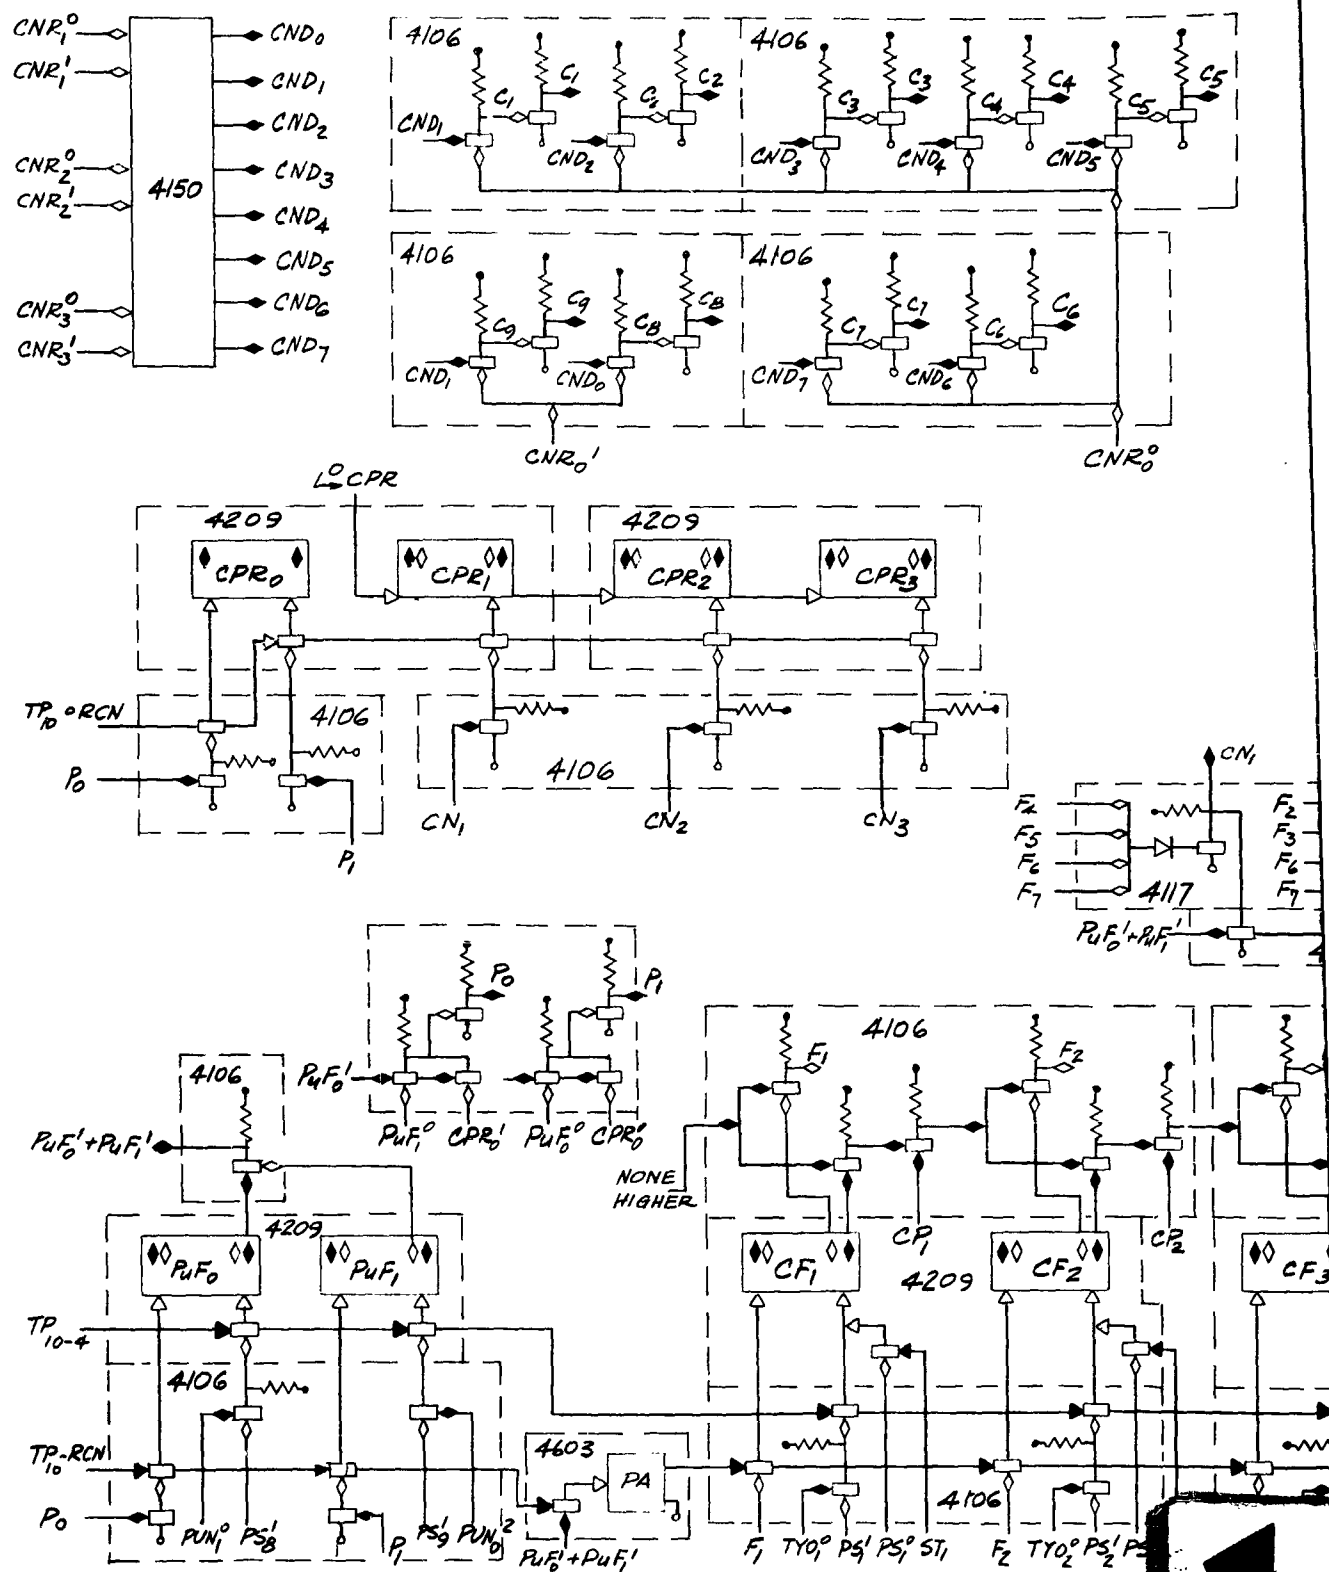 CNR₁⁰
CNR₁'
CNR₂⁰
CNR₂'
CNR₃⁰
CNR₃'
4150
CND₀
CND₁
CND₂
CND₃
CND₄
CND₅
CND₆
CND₇
4106
C₁ C₁ C₂ C₂
CND₁ CND₂
4106
C₃ C₃ C₄ C₄ C₅ C₅
CND₃ CND₄ CND₅
4106
C₉ C₉ C₈ C₈
CND₁ CND₀
CNR₀'
4106
C₇ C₇ C₆ C₆
CND₇ CND₆
CNR₀⁰
CPR
4209 4209
CPR₀ CPR₁ CPR₂ CPR₃
TP₁₀∘RCN
4106
P₀
P₁
4106
CN₁ CN₂ CN₃
CN₁
F₄
F₅
F₆
F₇
4117
F₂
F₃
F₆
F₇
PuF₀'+PuF₁'
P₀ P₁
PuF₀'
PuF₁⁰ CPR₀' PuF₀⁰ CPR₀⁰
4106
PuF₀'+PuF₁'
4209
PuF₀ PuF₁
TP₁₀₋₄
4106
TP₁₀-RCN
P₀
PUN₁⁰ PS₈' P₁ PS₉' PUN₀²
4603
PA
PuF₀'+PuF₁'
4106
F₁ F₂
NONE
HIGHER
CP₁ CP₂
CF₁ 4209 CF₂ CF₃
4106
F₁ TYO₁⁰ PS₁' PS₁⁰ ST₁ F₂ TYO₂⁰ PS₂' PS